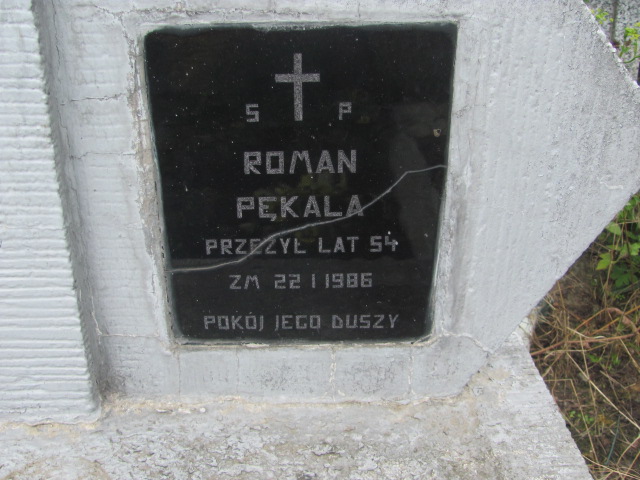 S P
ROMAN
PĘKALA
PRZEŻYŁ LAT 54
ZM 22 I 1986
POKÓJ JEGO DUSZY